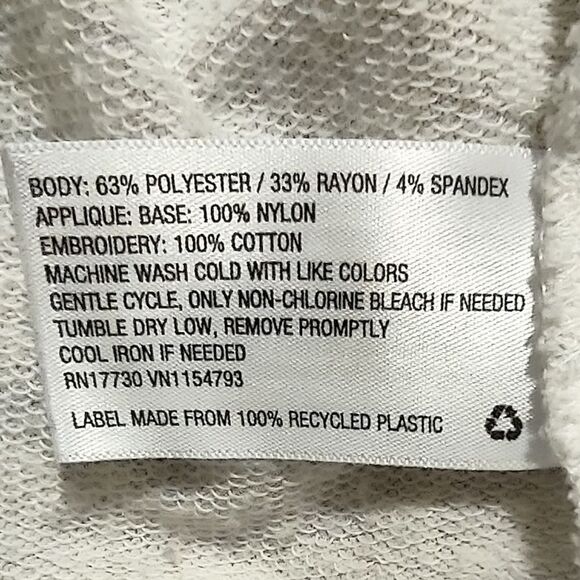 BODY: 63% POLYESTER / 33% RAYON / 4% SPANDEX
APPLIQUE: BASE: 100% NYLON
EMBROIDERY: 100% COTTON
MACHINE WASH COLD WITH LIKE COLORS
GENTLE CYCLE, ONLY NON-CHLORINE BLEACH IF NEEDED
TUMBLE DRY LOW, REMOVE PROMPTLY
COOL IRON IF NEEDED
RN17730 VN1154793
LABEL MADE FROM 100% RECYCLED PLASTIC